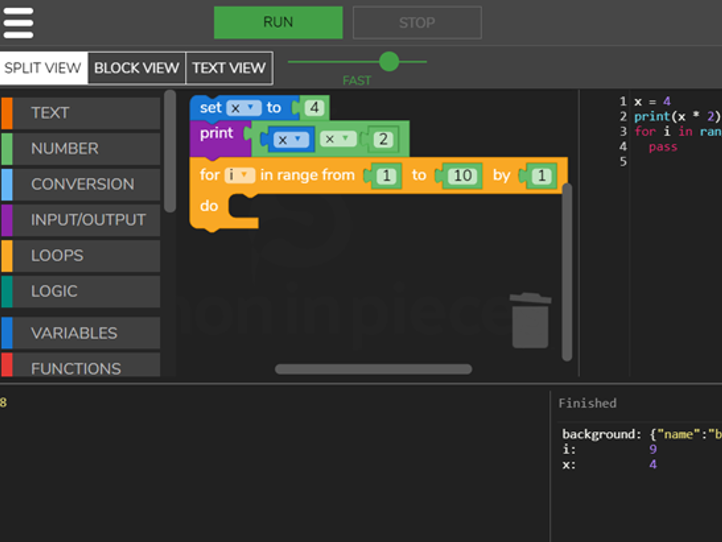 RUN STOP
SPLIT VIEW BLOCK VIEW TEXT VIEW
FAST
TEXT
NUMBER
CONVERSION
INPUT/OUTPUT
LOOPS
LOGIC
VARIABLES
FUNCTIONS
set x to 4
print x x 2
for i in range from 1 to 10 by 1
do
1 x = 4
2 print(x * 2)
3 for i in ran
4 pass
5
8
Finished
background: {"name":"b
i: 9
x: 4